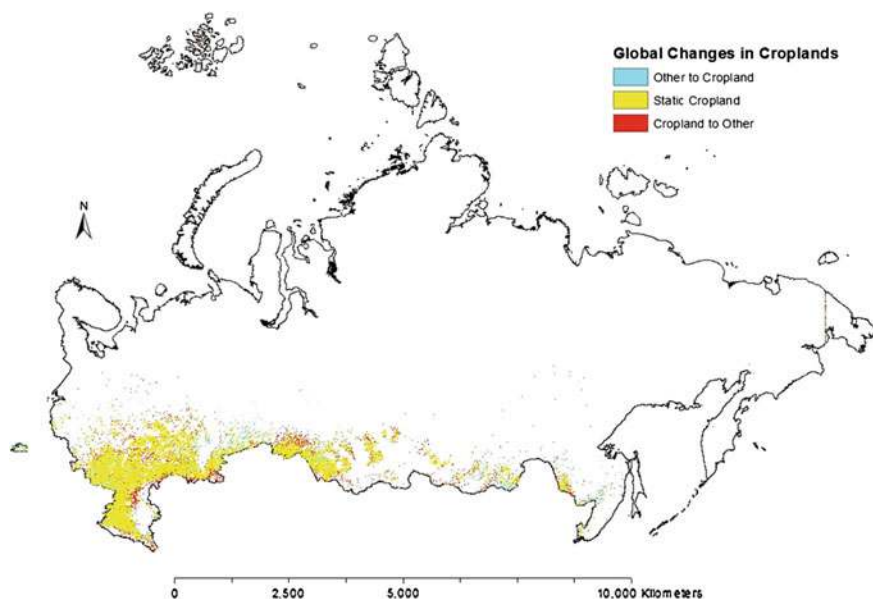 Global Changes in Croplands
Other to Cropland
Static Cropland
Cropland to Other
N
0 2,500 5,000 10,000 Kilometers